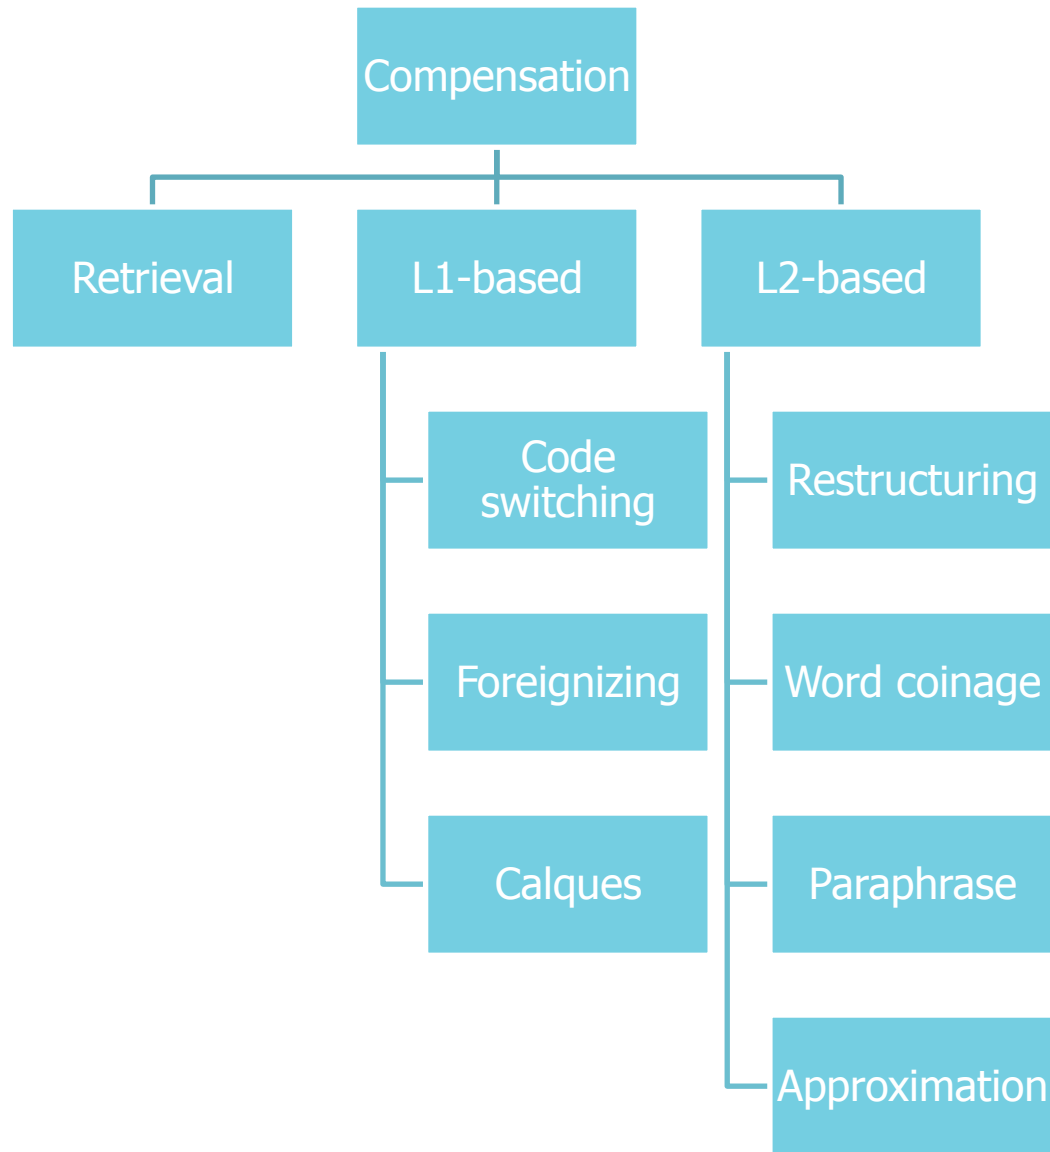 Compensation
Retrieval
L1-based
L2-based
Code
switching
Restructuring
Foreignizing
Word coinage
Calques
Paraphrase
Approximation